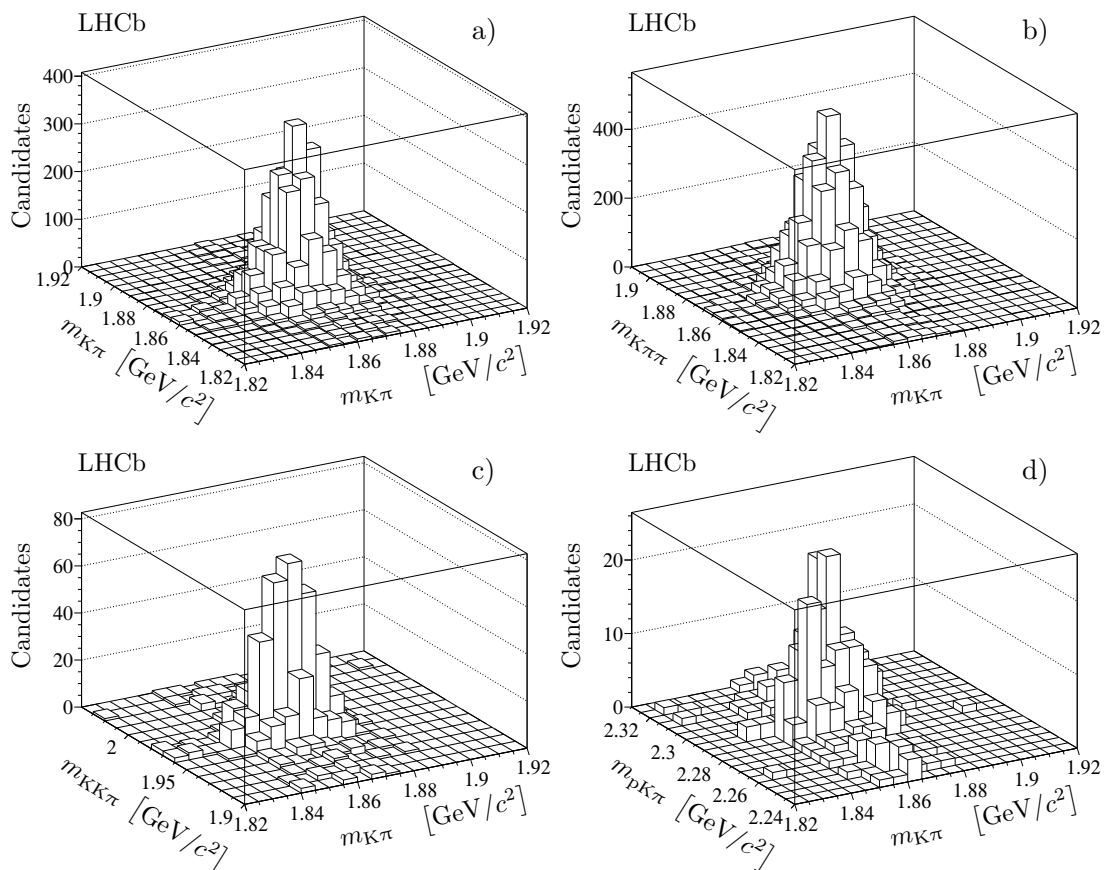 LHCb
a)
Candidates
400
300
200
100
0
1.92
1.9
1.88
1.86
1.84
1.82
mKπ [GeV/c²]
1.82
1.84
1.86
1.88
1.9
1.92
mKπ [GeV/c²]
LHCb
b)
Candidates
400
200
0
1.9
1.88
1.86
1.84
1.82
mKππ [GeV/c²]
1.82
1.84
1.86
1.88
1.9
1.92
mKπ [GeV/c²]
LHCb
c)
Candidates
80
60
40
20
0
2
1.95
1.9
mKKπ [GeV/c²]
1.82
1.84
1.86
1.88
1.9
1.92
mKπ [GeV/c²]
LHCb
d)
Candidates
20
10
0
2.32
2.3
2.28
2.26
2.24
mpKπ [GeV/c²]
1.82
1.84
1.86
1.88
1.9
1.92
mKπ [GeV/c²]